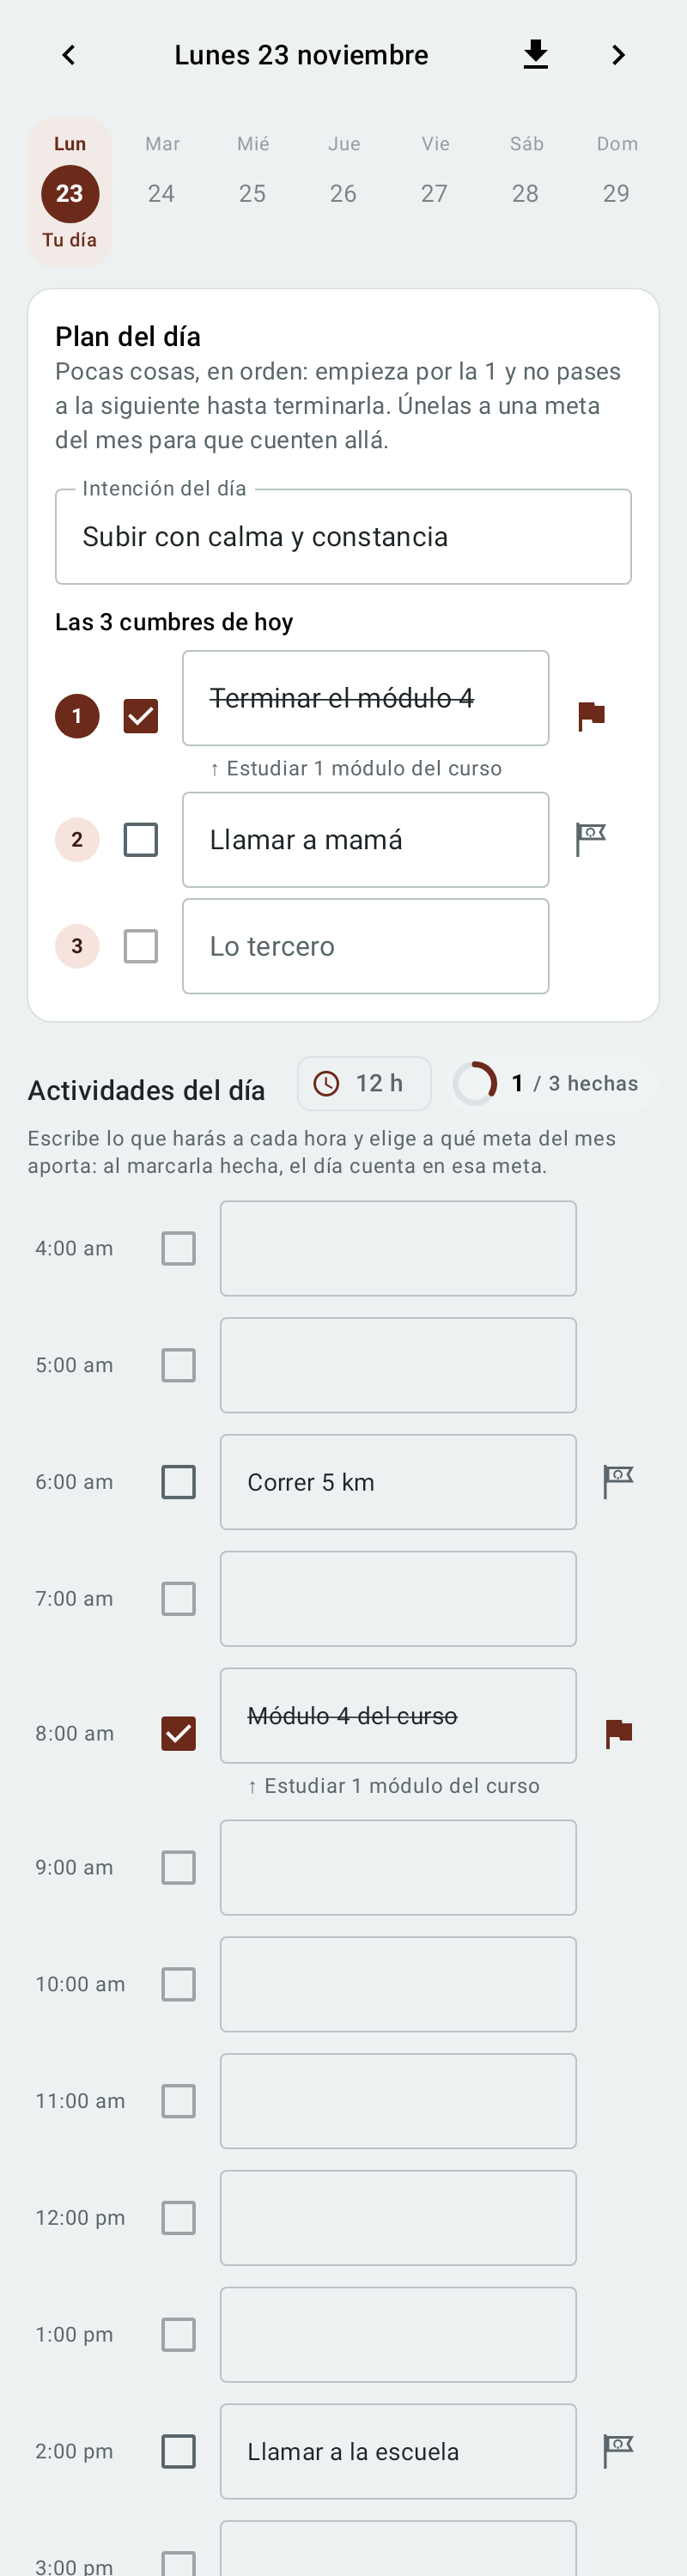 Lunes 23 noviembre
Lun Mar Mié Jue Vie Sáb Dom
23 24 25 26 27 28 29
Tu día
Plan del día
Pocas cosas, en orden: empieza por la 1 y no pases
a la siguiente hasta terminarla. Únelas a una meta
del mes para que cuenten allá.
Intención del día
Subir con calma y constancia
Las 3 cumbres de hoy
1 Terminar el módulo 4
↑ Estudiar 1 módulo del curso
2 Llamar a mamá
3 Lo tercero
Actividades del día 12 h 1 / 3 hechas
Escribe lo que harás a cada hora y elige a qué meta del mes
aporta: al marcarla hecha, el día cuenta en esa meta.
4:00 am
5:00 am
6:00 am Correr 5 km
7:00 am
8:00 am Módulo 4 del curso
↑ Estudiar 1 módulo del curso
9:00 am
10:00 am
11:00 am
12:00 pm
1:00 pm
2:00 pm Llamar a la escuela
3:00 pm